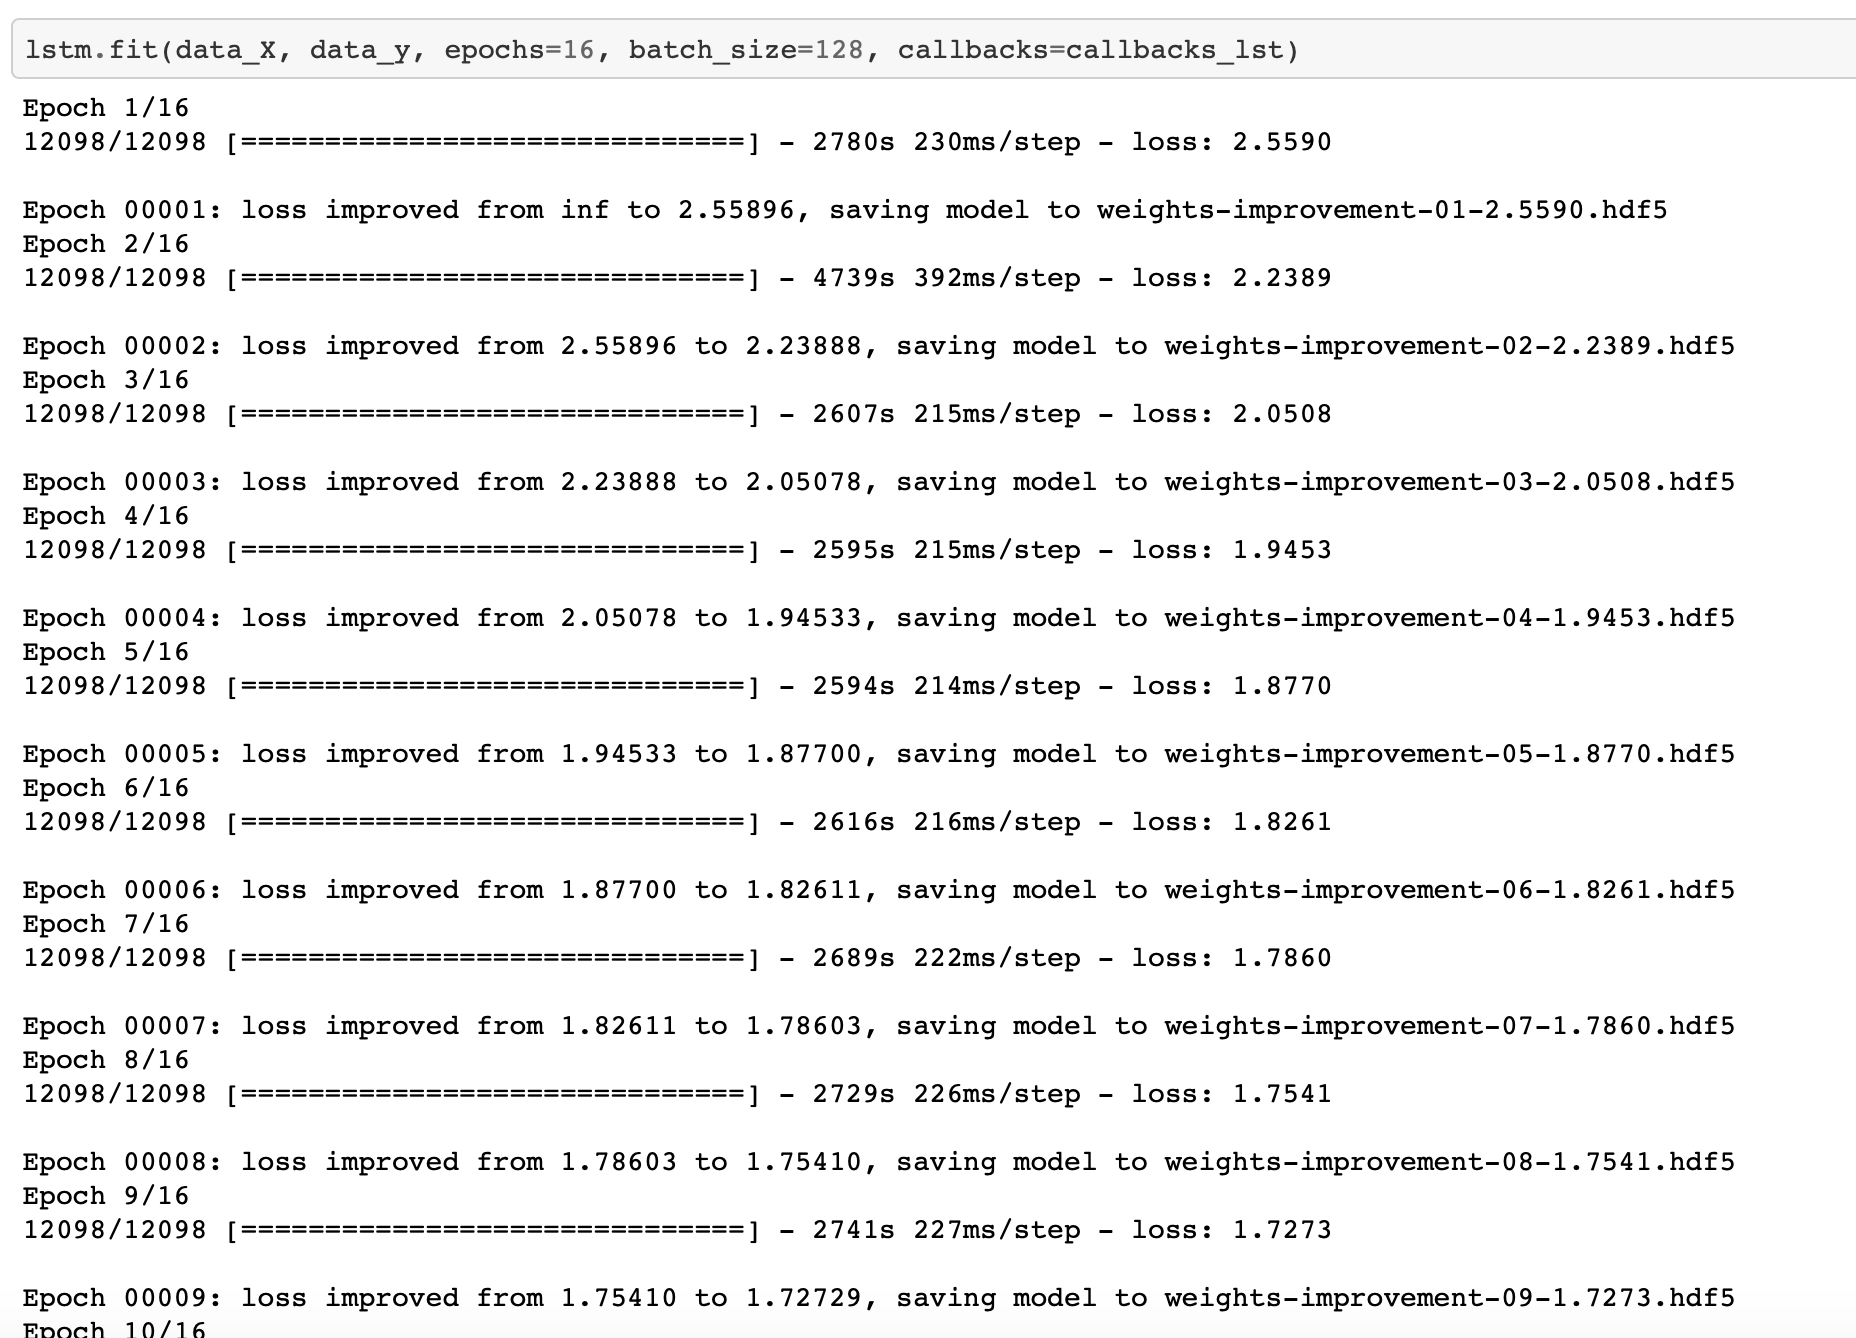 lstm.fit(data_X, data_y, epochs=16, batch_size=128, callbacks=callbacks_lst)
Epoch 1/16
12098/12098 [==============================] - 2780s 230ms/step - loss: 2.5590
Epoch 00001: loss improved from inf to 2.55896, saving model to weights-improvement-01-2.5590.hdf5
Epoch 2/16
12098/12098 [==============================] - 4739s 392ms/step - loss: 2.2389
Epoch 00002: loss improved from 2.55896 to 2.23888, saving model to weights-improvement-02-2.2389.hdf5
Epoch 3/16
12098/12098 [==============================] - 2607s 215ms/step - loss: 2.0508
Epoch 00003: loss improved from 2.23888 to 2.05078, saving model to weights-improvement-03-2.0508.hdf5
Epoch 4/16
12098/12098 [==============================] - 2595s 215ms/step - loss: 1.9453
Epoch 00004: loss improved from 2.05078 to 1.94533, saving model to weights-improvement-04-1.9453.hdf5
Epoch 5/16
12098/12098 [==============================] - 2594s 214ms/step - loss: 1.8770
Epoch 00005: loss improved from 1.94533 to 1.87700, saving model to weights-improvement-05-1.8770.hdf5
Epoch 6/16
12098/12098 [==============================] - 2616s 216ms/step - loss: 1.8261
Epoch 00006: loss improved from 1.87700 to 1.82611, saving model to weights-improvement-06-1.8261.hdf5
Epoch 7/16
12098/12098 [==============================] - 2689s 222ms/step - loss: 1.7860
Epoch 00007: loss improved from 1.82611 to 1.78603, saving model to weights-improvement-07-1.7860.hdf5
Epoch 8/16
12098/12098 [==============================] - 2729s 226ms/step - loss: 1.7541
Epoch 00008: loss improved from 1.78603 to 1.75410, saving model to weights-improvement-08-1.7541.hdf5
Epoch 9/16
12098/12098 [==============================] - 2741s 227ms/step - loss: 1.7273
Epoch 00009: loss improved from 1.75410 to 1.72729, saving model to weights-improvement-09-1.7273.hdf5
Epoch 10/16